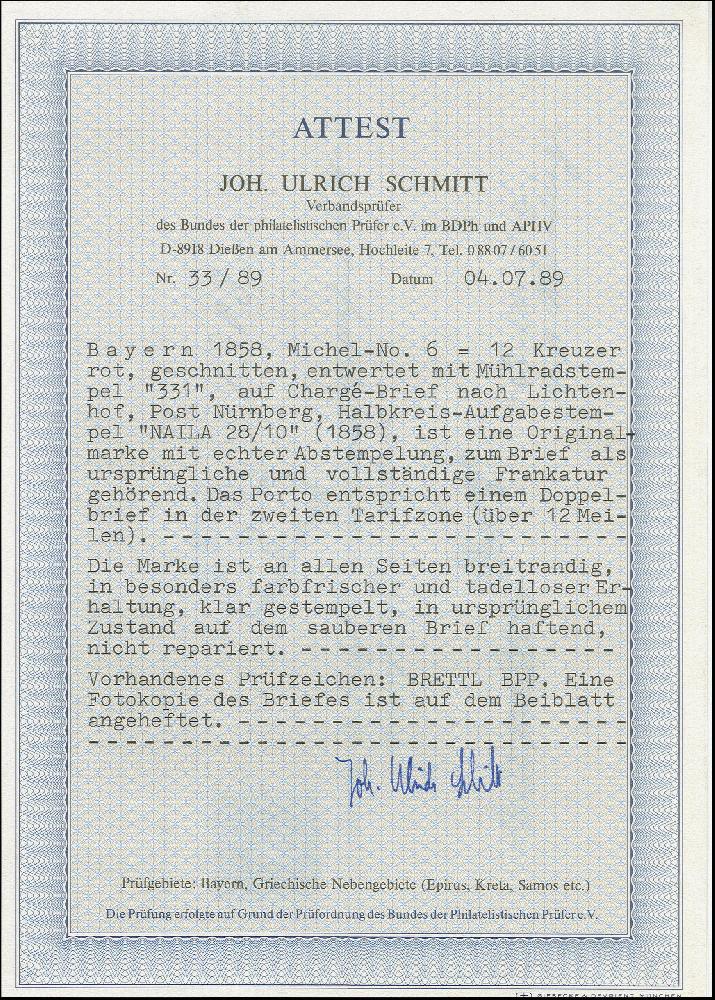 ATTEST
JOH. ULRICH SCHMITT
Verbandsprüfer
des Bundes der philatelistischen Prüfer e.V. im BDPh und APHV
D-8918 Dießen am Ammersee, Hochleite 7, Tel. 08807/6051
Nr. 33/89 Datum 04.07.89
Bayern 1858, Michel-No. 6 = 12 Kreuzer
rot, geschnitten, entwertet mit Mühlradstem-
pel "331", auf Chargé-Brief nach Lichten-
hof, Post Nürnberg, Halbkreis-Aufgabestem-
pel "NAILA 28/10" (1858), ist eine Original-
marke mit echter Abstempelung, zum Brief als
ursprüngliche und vollständige Frankatur
gehörend. Das Porto entspricht einem Doppel-
brief in der zweiten Tarifzone (über 12 Mei-
len). - - - - - - - - - - - - - - - - - - - -
Die Marke ist an allen Seiten breitrandig,
in besonders farbfrischer und tadelloser Er-
haltung, klar gestempelt, in ursprünglichem
Zustand auf dem sauberen Brief haftend,
nicht repariert. - - - - - - - - - - - - - -
Vorhandenes Prüfzeichen: BRETTL BPP. Eine
Fotokopie des Briefes ist auf dem Beiblatt
angeheftet. - - - - - - - - - - - - - - - - -
- - - - - - - - - - - - - - - - - - - - - - -
Joh. Ulrich Schmitt
Prüfgebiete: Bayern, Griechische Nebengebiete (Epirus, Kreta, Samos etc.)
Die Prüfung erfolgte auf Grund der Prüfordnung des Bundes der Philatelistischen Prüfer e.V.
GIESECKE & DEVRIENT MÜNCHEN